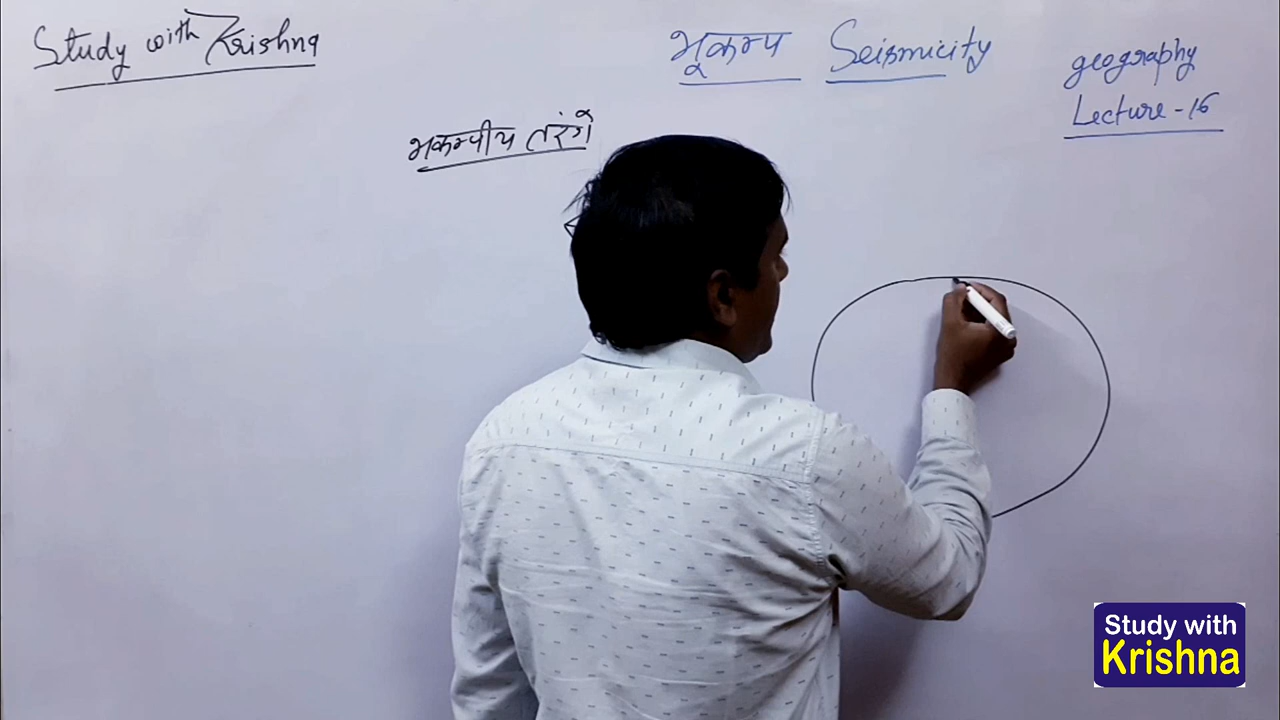 Study with Krishna
भूकम्प Seismicity
geography
Lecture - 16
भूकम्पीय तरंगे
Study with
Krishna